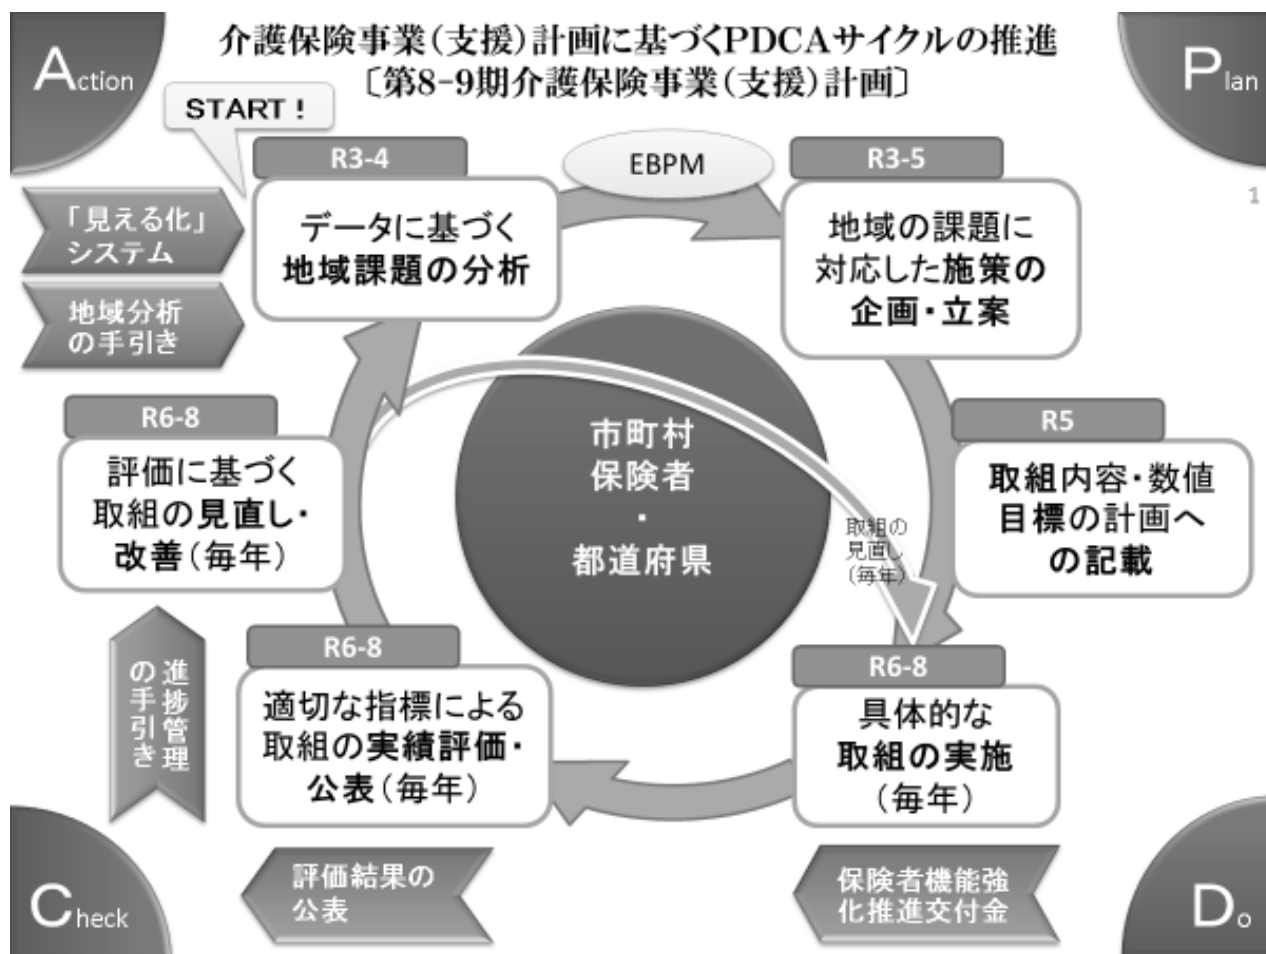 介護保険事業(支援)計画に基づくPDCAサイクルの推進
〔第8-9期介護保険事業(支援)計画〕
Action
Plan
START!
R3-4
データに基づく
地域課題の分析
EBPM
R3-5
地域の課題に
対応した施策の
企画・立案
1
「見える化」
システム
地域分析
の手引き
R6-8
評価に基づく
取組の見直し・
改善(毎年)
市町村
保険者
・
都道府県
取組の
見直し
(毎年)
R5
取組内容・数値
目標の計画へ
の記載
進捗管理
の手引き
R6-8
適切な指標による
取組の実績評価・
公表(毎年)
R6-8
具体的な
取組の実施
(毎年)
Check
評価結果の
公表
保険者機能強
化推進交付金
Do